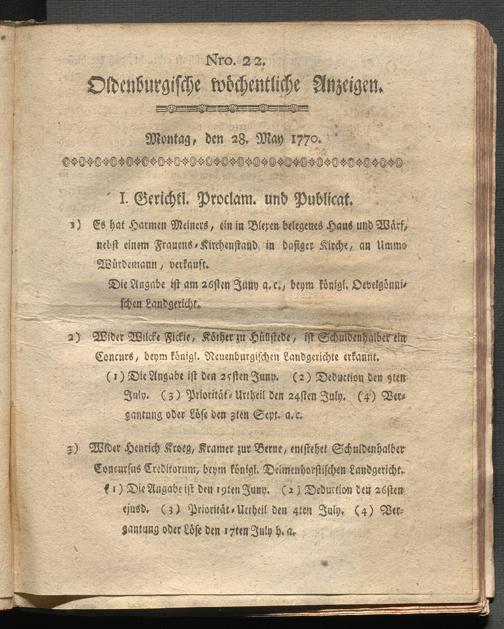 Nro. 22.
Oldenburgische wöchentliche Anzeigen.
Montag, den 28. May 1770.
I. Gerichtl. Proclam. und Publicat.
1) Es hat Harmen Meiners, ein in Blexen belegenes Haus und Wärf,
nebst einem Frauens-Kirchenstand in dasiger Kirche, an Ummo
Würdemann, verkauft.
Die Angabe ist am 26sten Juny a. c., beym königl. Oevelgönni-
schen Landgericht.
2) Wider Wilcke Fickie, Köther zu Hüllstede, ist Schuldenhalber ein
Concurs, beym königl. Neuenburgischen Landgerichte erkannt.
(1) Die Angabe ist den 25sten Juny. (2) Deduction den 9ten
July. (3) Priorität-Urtheil den 24sten July. (4) Ver-
gantung oder Löse den 3ten Sept. a. c.
3) Wider Henrich Kroeg, Kramer zur Berne, entstehet Schuldenhalber
Concursus Creditorum, beym königl. Delmenhorstischen Landgericht.
(1) Die Angabe ist den 19ten Juny. (2) Deduction den 26sten
ejusd. (3) Priorität-Urtheil den 4ten July. (4) Ver-
gantung oder Löse den 17ten July h. a.